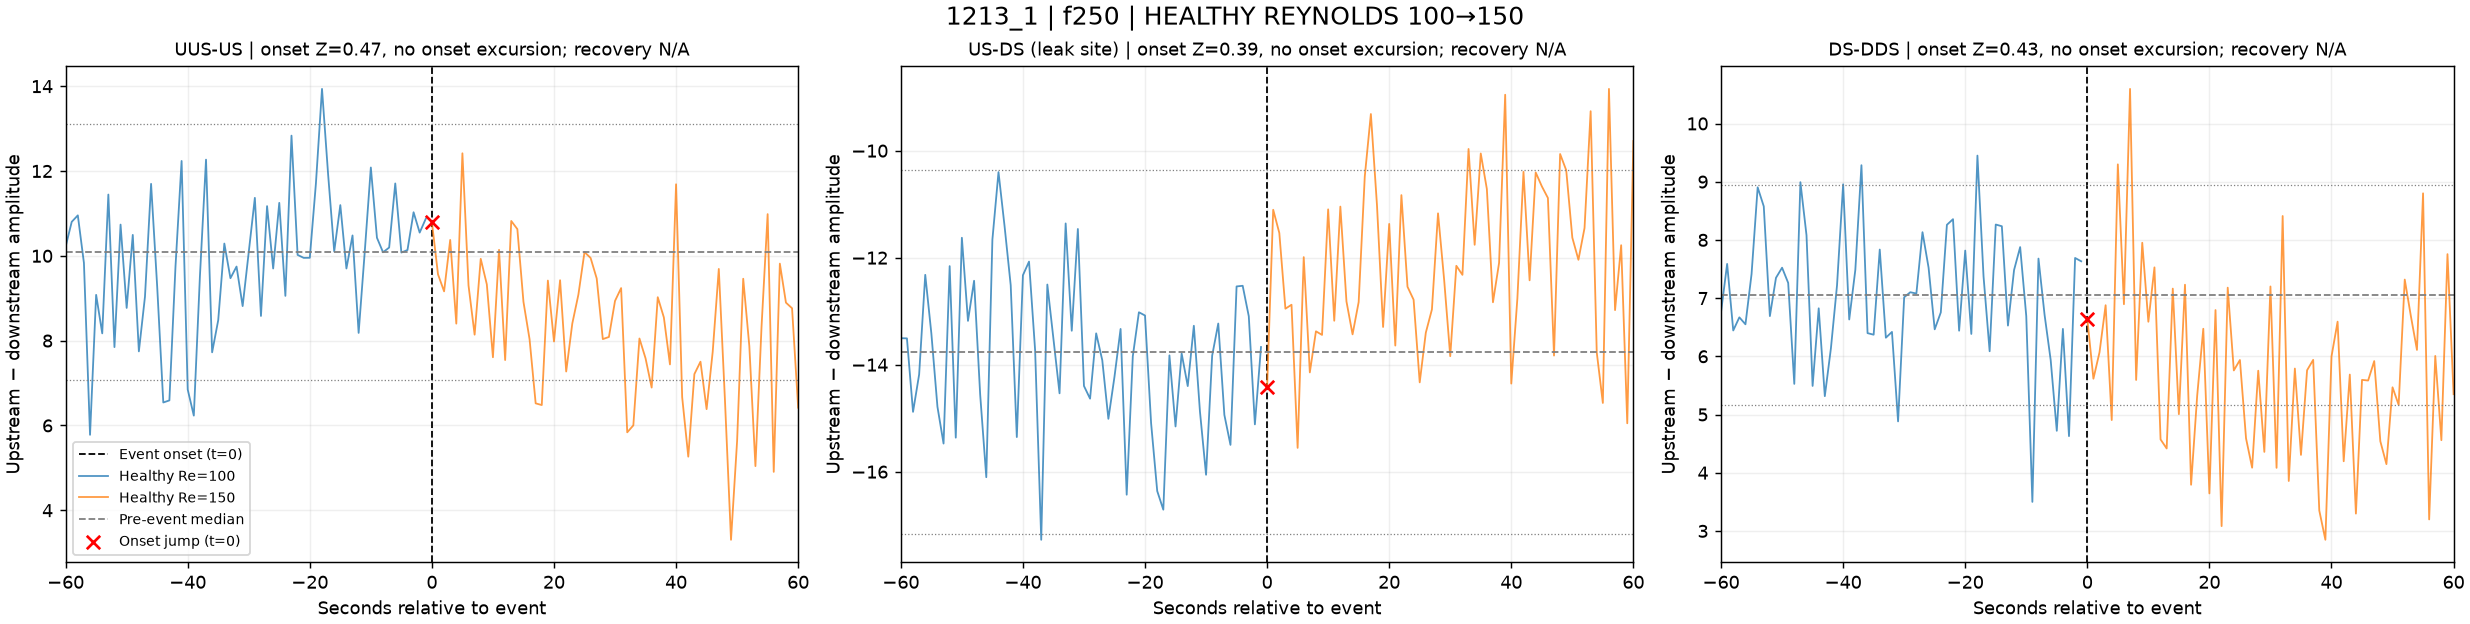 1213_1 | f250 | HEALTHY REYNOLDS 100→150
UUS-US | onset Z=0.47, no onset excursion; recovery N/A
Upstream − downstream amplitude
14
12
10
8
6
4
Event onset (t=0)
Healthy Re=100
Healthy Re=150
Pre-event median
Onset jump (t=0)
−60 −40 −20 0 20 40 60
Seconds relative to event
US-DS (leak site) | onset Z=0.39, no onset excursion; recovery N/A
Upstream − downstream amplitude
−10
−12
−14
−16
−60 −40 −20 0 20 40 60
Seconds relative to event
DS-DDS | onset Z=0.43, no onset excursion; recovery N/A
Upstream − downstream amplitude
10
9
8
7
6
5
4
3
−60 −40 −20 0 20 40 60
Seconds relative to event